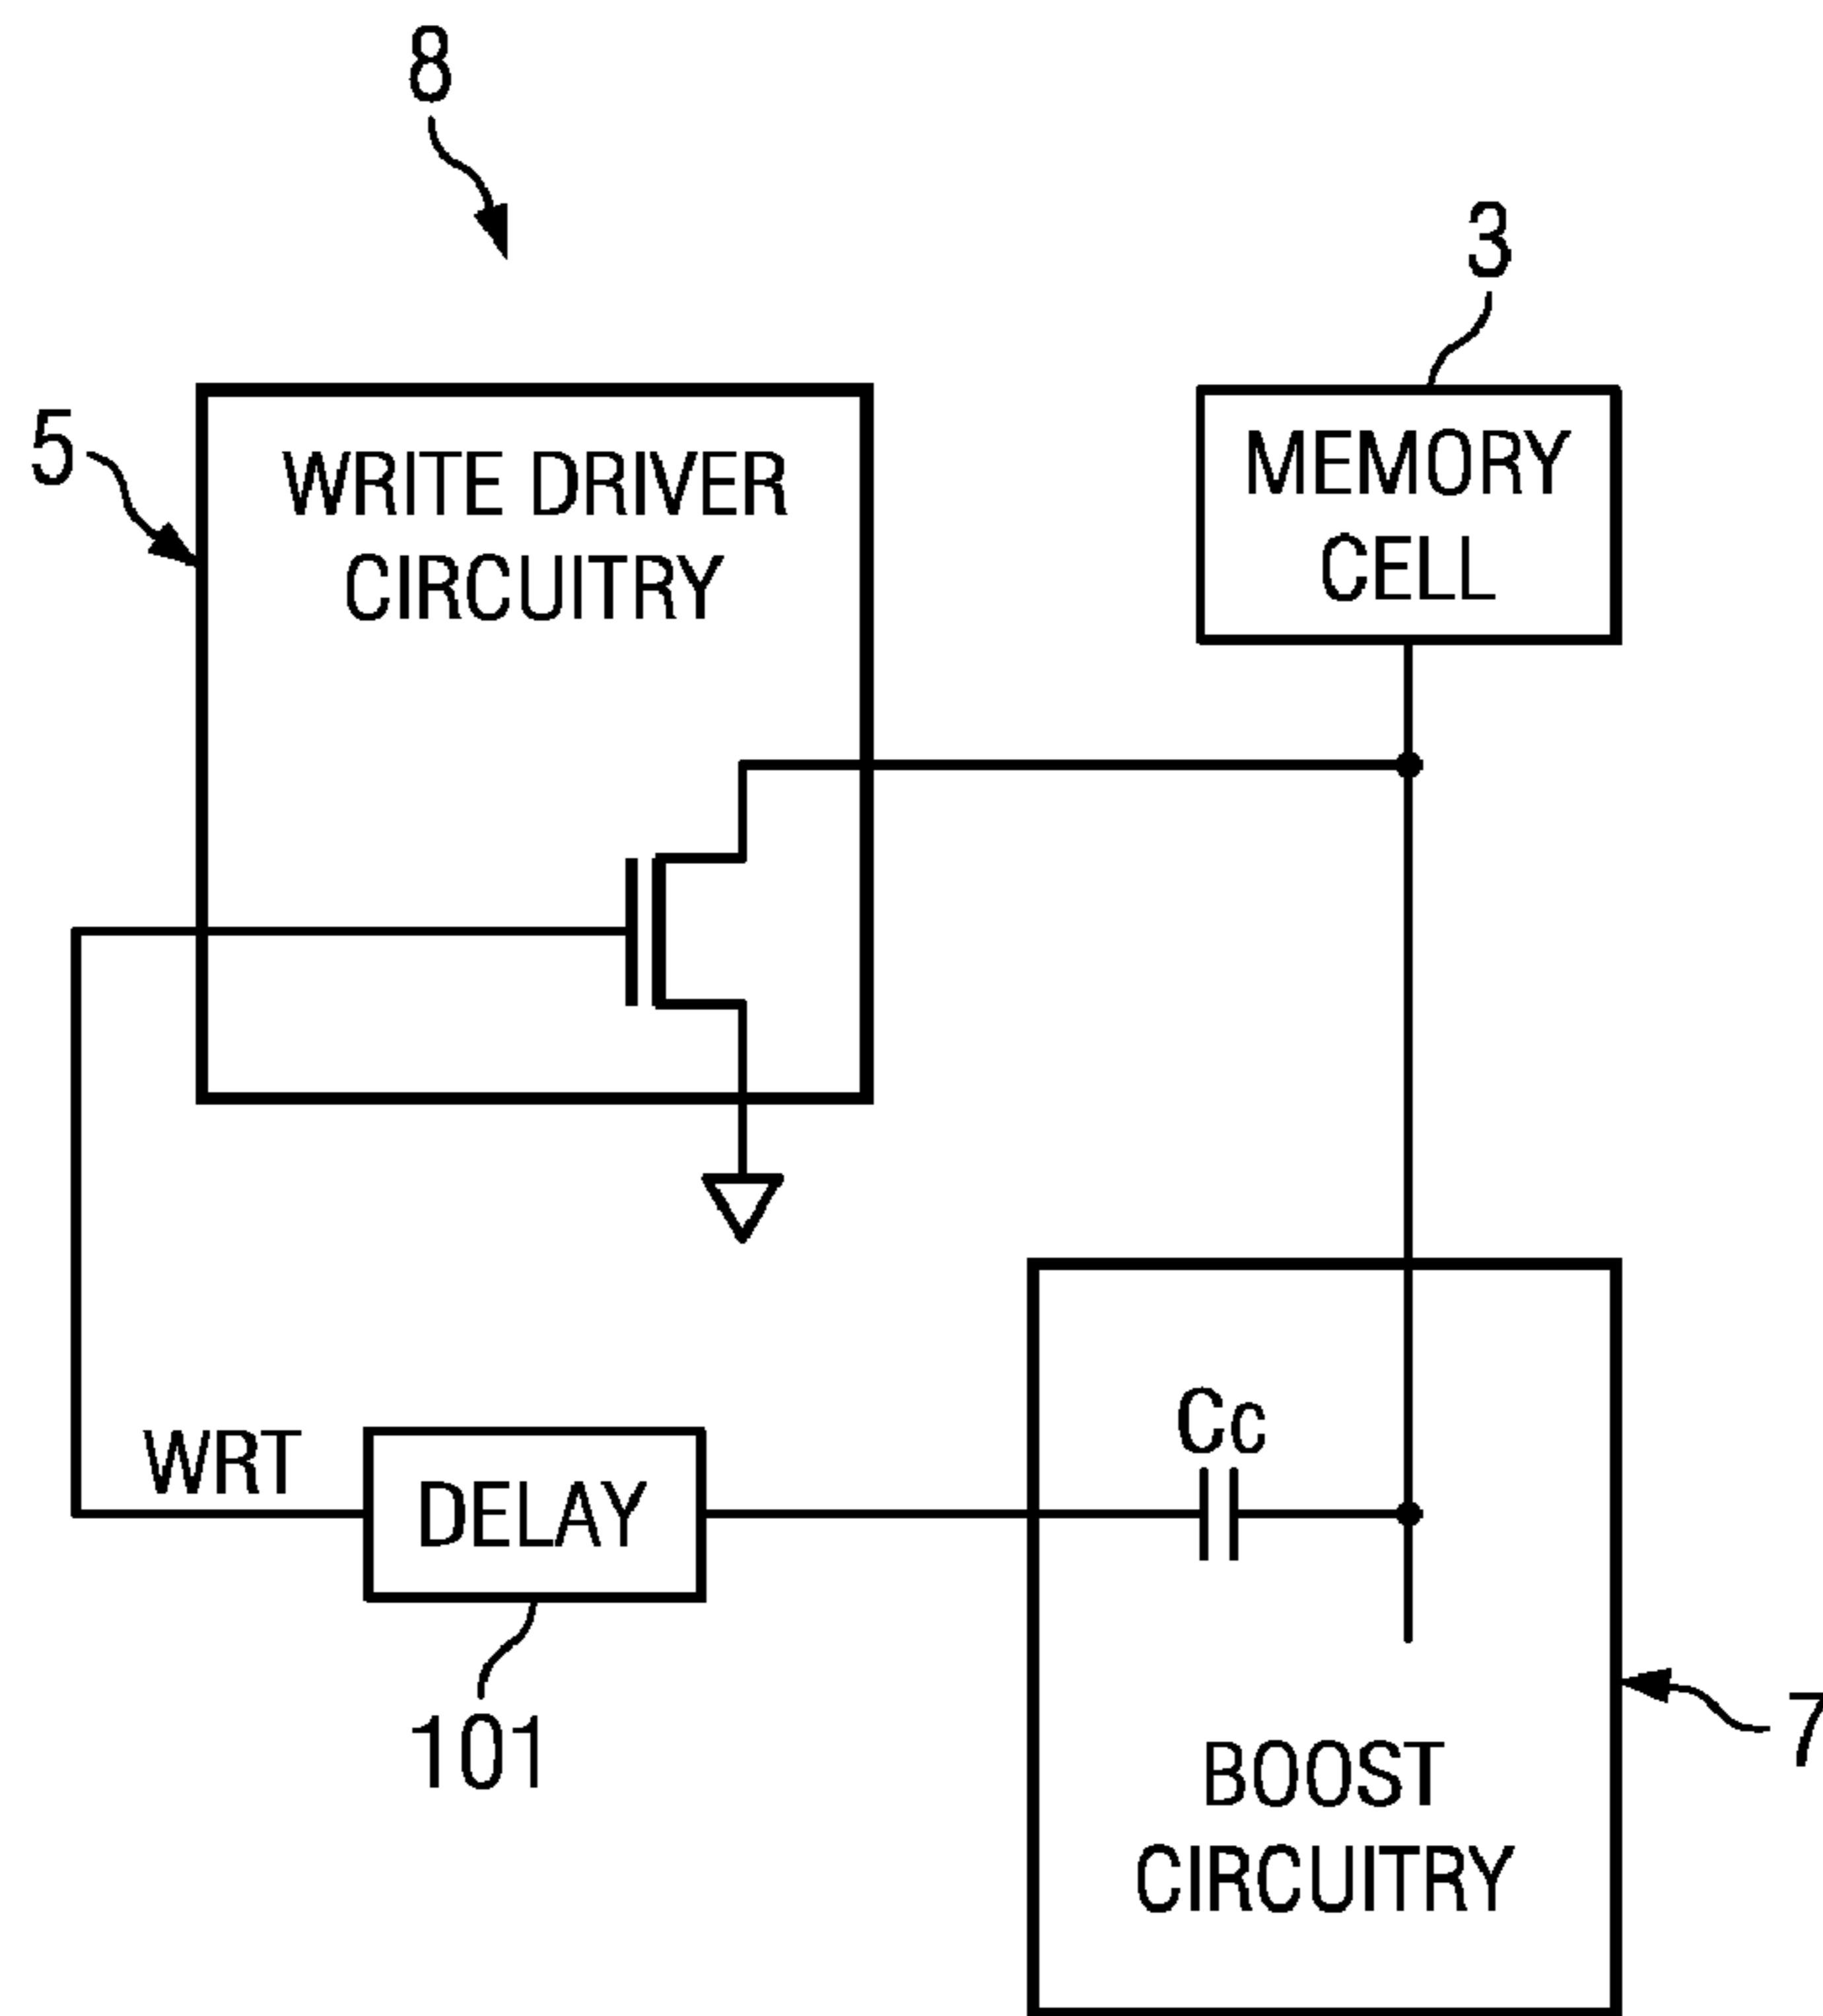 8
3
5
WRITE DRIVER
CIRCUITRY
MEMORY
CELL
Cc
WRT
DELAY
101
7
BOOST
CIRCUITRY